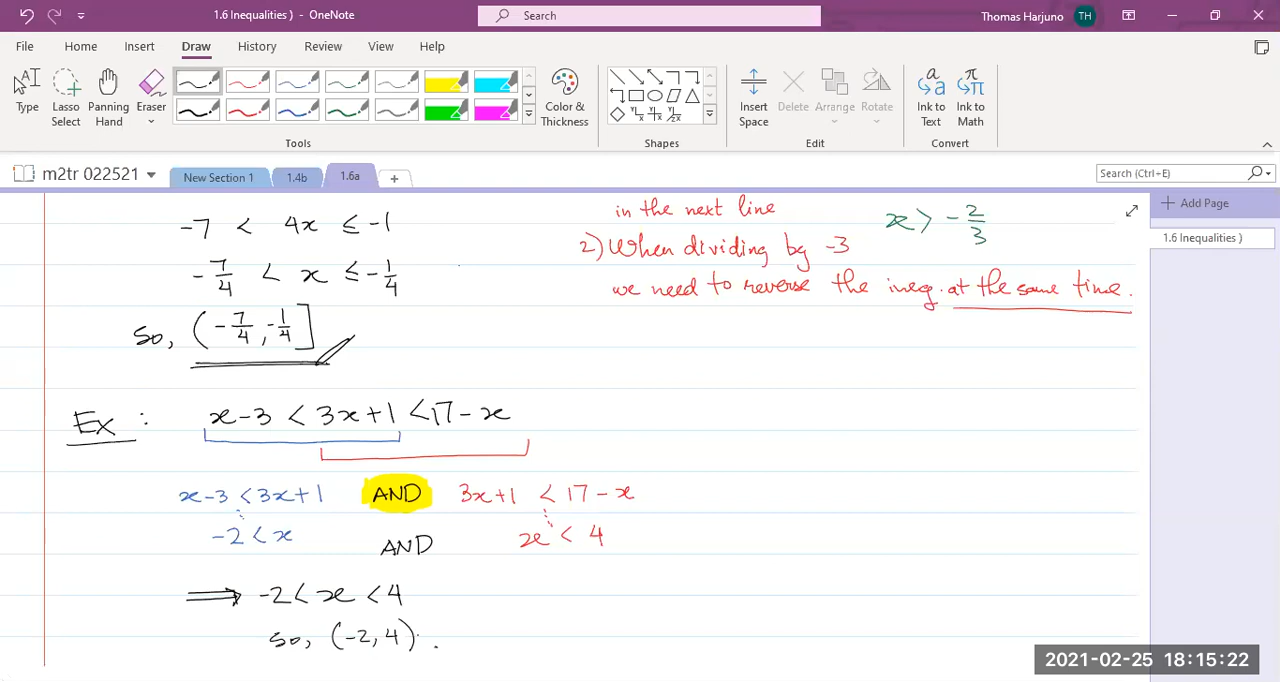 1.6 Inequalities ) - OneNote
Search
Thomas Harjuno TH
File Home Insert Draw History Review View Help
Type
Lasso Select
Panning Hand
Eraser
Color & Thickness
Insert Space
Delete
Arrange
Rotate
Ink to Text
Ink to Math
Tools
Shapes
Edit
Convert
m2tr 022521
New Section 1
1.4b
1.6a
Search (Ctrl+E)
Add Page
1.6 Inequalities )
-7 < 4x ≤ -1
-7/4 < x ≤ -1/4
so, (-7/4, -1/4]
in the next line
x > -2/3
2) When dividing by -3
we need to reverse the ineq. at the same time.
Ex : x-3 < 3x+1 < 17-x
x-3 < 3x+1 AND 3x+1 < 17-x
-2 < x AND x < 4
⟹ -2 < x < 4
so, (-2, 4).
2021-02-25 18:15:22